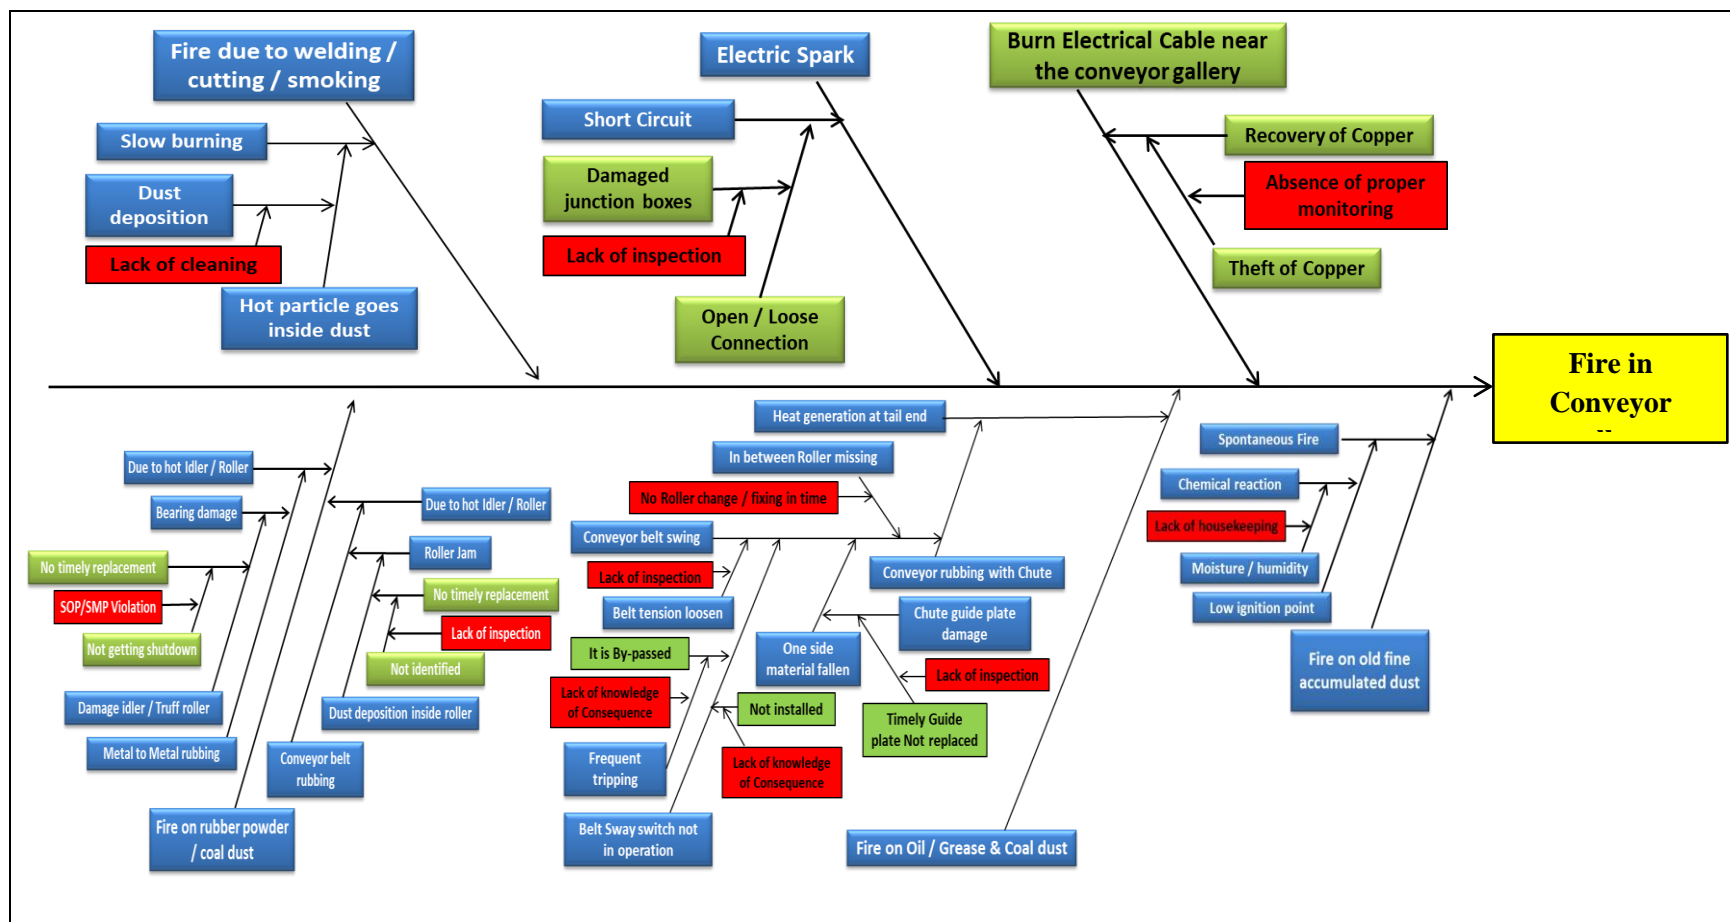 Fire due to welding /
cutting / smoking
Electric Spark
Burn Electrical Cable near
the conveyor gallery
Slow burning
Short Circuit
Recovery of Copper
Dust
deposition
Damaged
junction boxes
Absence of proper
monitoring
Lack of cleaning
Lack of inspection
Theft of Copper
Hot particle goes
inside dust
Open / Loose
Connection
Fire in
Conveyor
Heat generation at tail end
Spontaneous Fire
In between Roller missing
Due to hot Idler / Roller
Chemical reaction
No Roller change / fixing in time
Due to hot Idler / Roller
Bearing damage
Lack of housekeeping
Conveyor belt swing
Roller Jam
No timely replacement
Moisture / humidity
Conveyor rubbing with Chute
Lack of inspection
No timely replacement
SOP/SMP Violation
Low ignition point
Belt tension loosen
Chute guide plate
damage
Lack of inspection
Not getting shutdown
It is By-passed
One side
material fallen
Not identified
Lack of inspection
Fire on old fine
accumulated dust
Lack of knowledge
of Consequence
Damage idler / Truff roller
Dust deposition inside roller
Not installed
Timely Guide
plate Not replaced
Metal to Metal rubbing
Conveyor belt
rubbing
Frequent
tripping
Lack of knowledge
of Consequence
Fire on rubber powder
/ coal dust
Belt Sway switch not
in operation
Fire on Oil / Grease & Coal dust